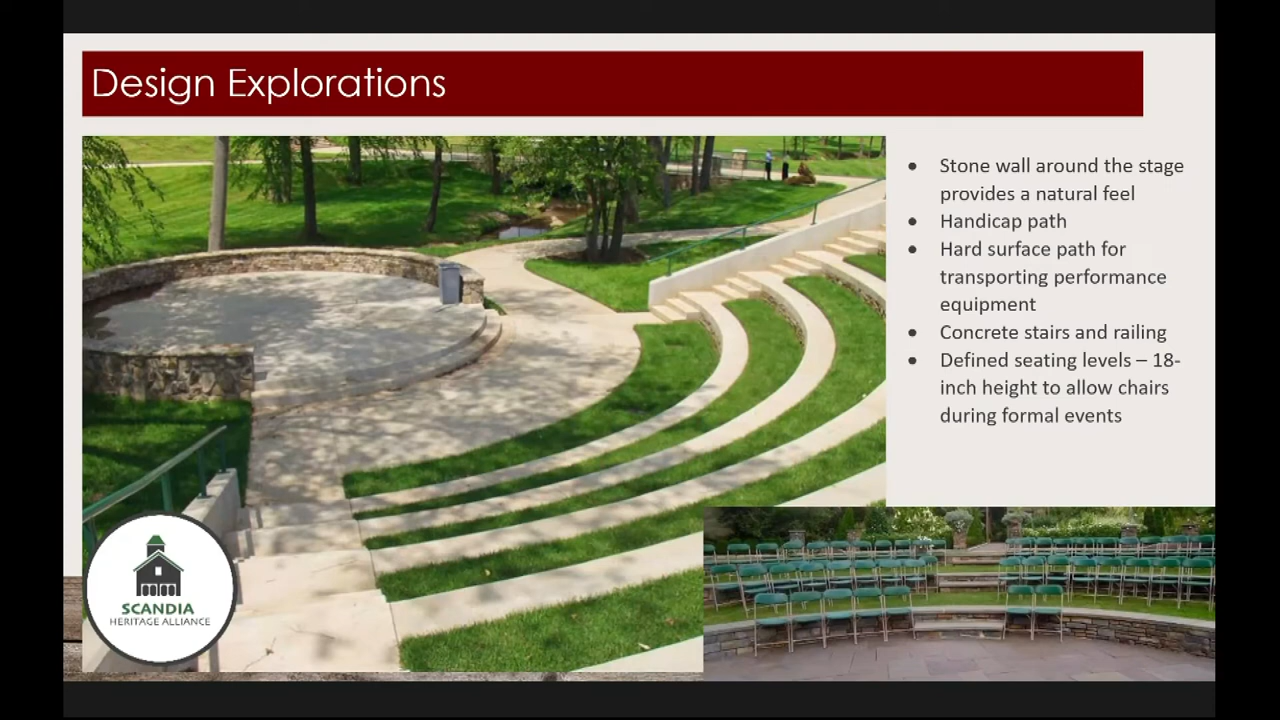 Design Explorations
• Stone wall around the stage
provides a natural feel
• Handicap path
• Hard surface path for
transporting performance
equipment
• Concrete stairs and railing
• Defined seating levels – 18-
inch height to allow chairs
during formal events
SCANDIA
HERITAGE ALLIANCE